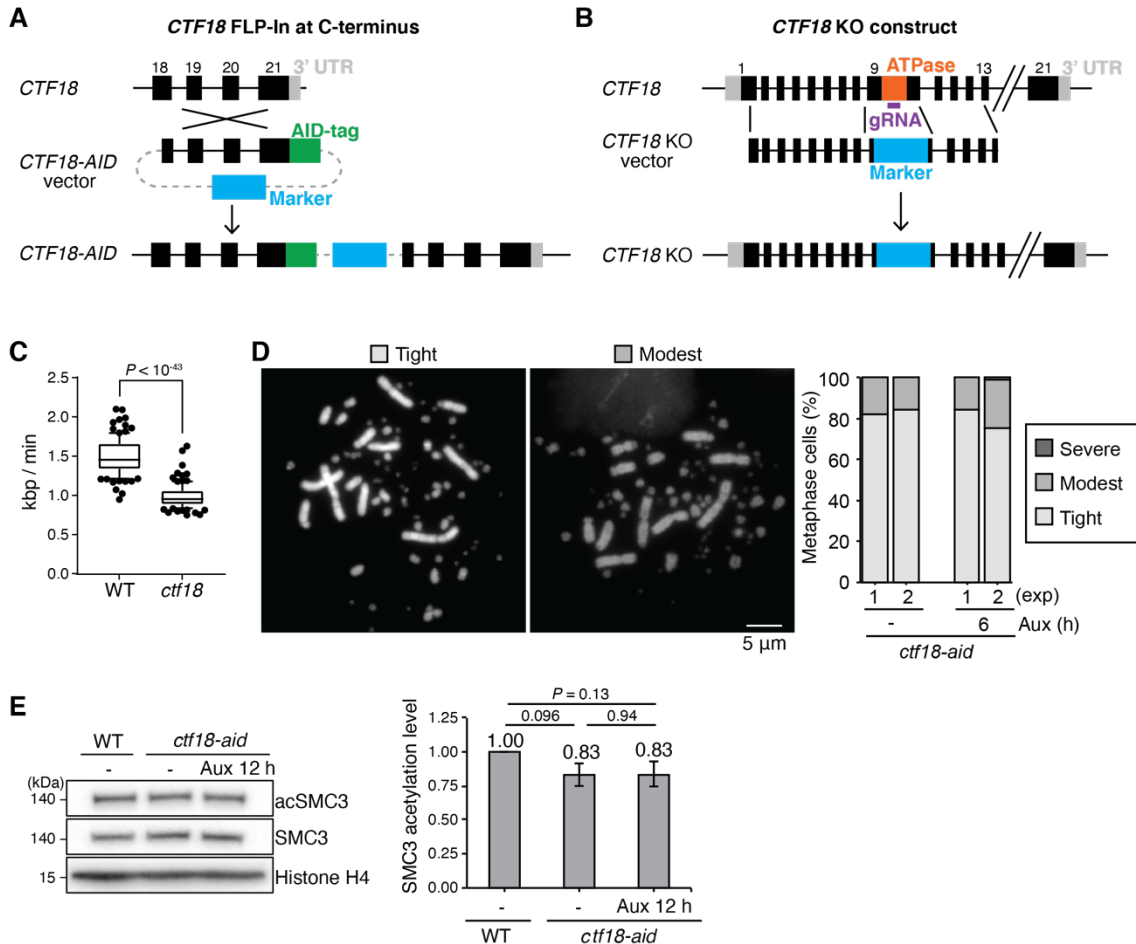 A
CTF18 FLP-In at C-terminus
18 19 20 21 3’ UTR
CTF18
AID-tag
CTF18-AID
vector
Marker
CTF18-AID
B
CTF18 KO construct
1 9 ATPase 13 21 3’ UTR
CTF18
gRNA
CTF18 KO
vector
Marker
CTF18 KO
C
P < 10-43
2.5
2.0
1.5
1.0
0.5
0.0
kbp / min
WT ctf18
D
Tight Modest
5 µm
Metaphase cells (%)
100
80
60
40
20
0
1 2 1 2 (exp)
- 6 Aux (h)
ctf18-aid
Severe
Modest
Tight
E
WT ctf18-aid
- - Aux 12 h
(kDa)
140 acSMC3
140 SMC3
15 Histone H4
P = 0.13
0.096 0.94
SMC3 acetylation level
1.25
1.00
0.75
0.50
0.25
0.00
1.00 0.83 0.83
- - Aux 12 h
WT ctf18-aid